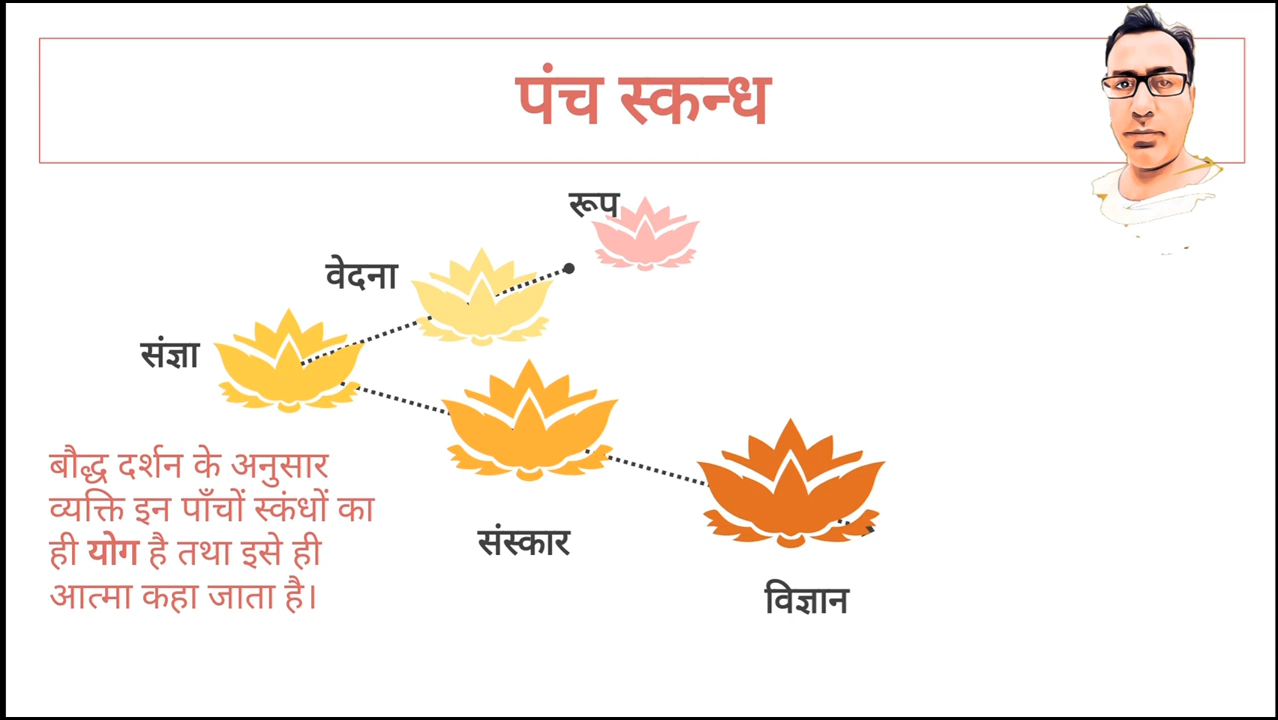 पंच स्कन्ध
रूप
वेदना
संज्ञा
संस्कार
विज्ञान
बौद्ध दर्शन के अनुसार
व्यक्ति इन पाँचों स्कंधों का
ही योग है तथा इसे ही
आत्मा कहा जाता है।